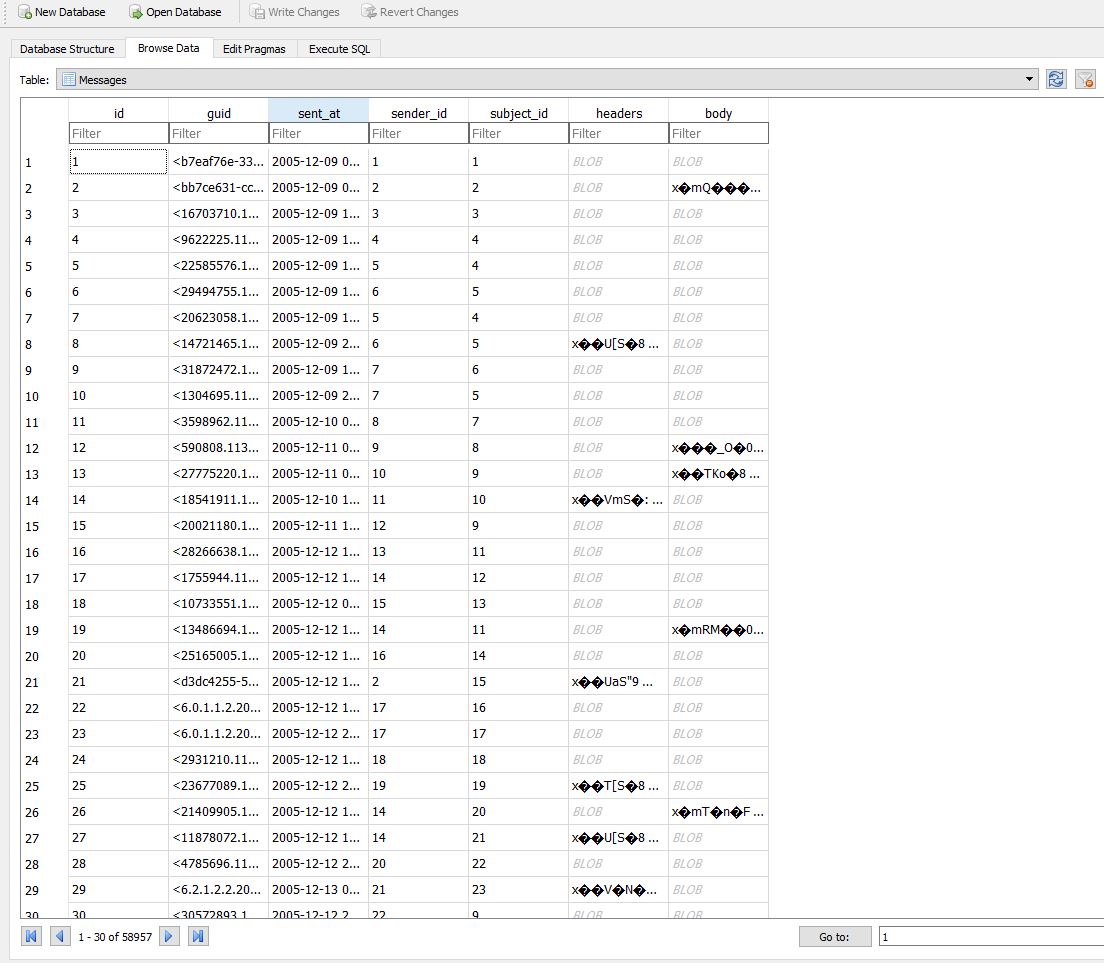 New Database Open Database Write Changes Revert Changes
Database Structure Browse Data Edit Pragmas Execute SQL
Table: Messages
id guid sent_at sender_id subject_id headers body
Filter Filter Filter Filter Filter Filter Filter
1 1 <b7eaf76e-33... 2005-12-09 0... 1 1 BLOB BLOB
2 2 <bb7ce631-cc... 2005-12-09 0... 2 2 BLOB x�mQ���...
3 3 <16703710.1... 2005-12-09 1... 3 3 BLOB BLOB
4 4 <9622225.11... 2005-12-09 1... 4 4 BLOB BLOB
5 5 <22585576.1... 2005-12-09 1... 5 4 BLOB BLOB
6 6 <29494755.1... 2005-12-09 1... 6 5 BLOB BLOB
7 7 <20623058.1... 2005-12-09 1... 5 4 BLOB BLOB
8 8 <14721465.1... 2005-12-09 2... 6 5 x��U[S�8 ... BLOB
9 9 <31872472.1... 2005-12-09 1... 7 6 BLOB BLOB
10 10 <1304695.11... 2005-12-09 2... 7 5 BLOB BLOB
11 11 <3598962.11... 2005-12-10 0... 8 7 BLOB BLOB
12 12 <590808.113... 2005-12-11 0... 9 8 BLOB x���_O�0...
13 13 <27775220.1... 2005-12-11 0... 10 9 BLOB x��TKo�8 ...
14 14 <18541911.1... 2005-12-10 1... 11 10 x��VmS�: ... BLOB
15 15 <20021180.1... 2005-12-11 1... 12 9 BLOB BLOB
16 16 <28266638.1... 2005-12-12 1... 13 11 BLOB BLOB
17 17 <1755944.11... 2005-12-12 1... 14 12 BLOB BLOB
18 18 <10733551.1... 2005-12-12 0... 15 13 BLOB BLOB
19 19 <13486694.1... 2005-12-12 1... 14 11 BLOB x�mRM��0...
20 20 <25165005.1... 2005-12-12 1... 16 14 BLOB BLOB
21 21 <d3dc4255-5... 2005-12-12 1... 2 15 x��UaS"9 ... BLOB
22 22 <6.0.1.1.2.20... 2005-12-12 1... 17 16 BLOB BLOB
23 23 <6.0.1.1.2.20... 2005-12-12 2... 17 17 BLOB BLOB
24 24 <2931210.11... 2005-12-12 1... 18 18 BLOB BLOB
25 25 <23677089.1... 2005-12-12 2... 19 19 x��T[S�8 ... BLOB
26 26 <21409905.1... 2005-12-12 1... 14 20 BLOB x�mT�n�F ...
27 27 <11878072.1... 2005-12-12 1... 14 21 x��U[S�8 ... BLOB
28 28 <4785696.11... 2005-12-12 2... 20 22 BLOB BLOB
29 29 <6.2.1.2.2.20... 2005-12-13 0... 21 23 x��V�N�... BLOB
30 30 <30572893.1... 2005-12-12 2... 22 9 BLOB BLOB
1 - 30 of 58957 Go to: 1